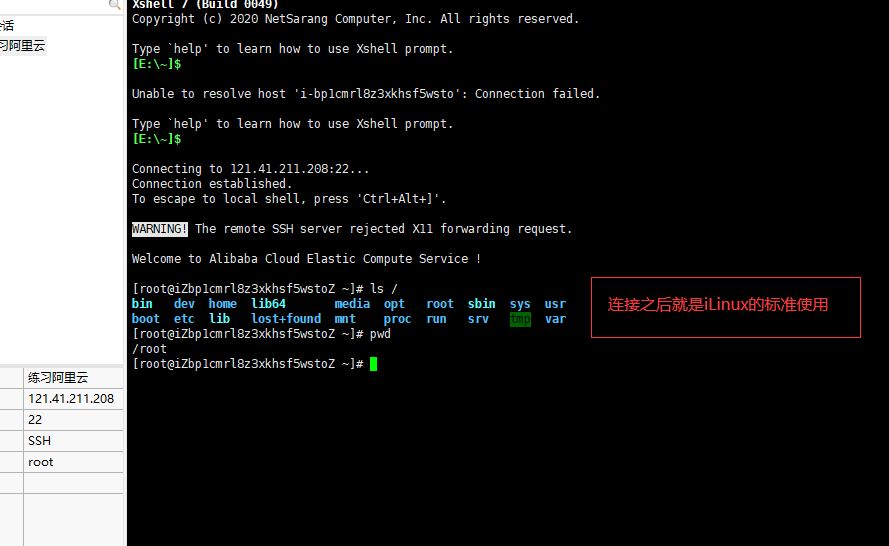 Xshell 7 (Build 0049)
Copyright (c) 2020 NetSarang Computer, Inc. All rights reserved.
Type `help' to learn how to use Xshell prompt.
[E:\~]$
Unable to resolve host 'i-bp1cmrl8z3xkhsf5wsto': Connection failed.
Type `help' to learn how to use Xshell prompt.
[E:\~]$
Connecting to 121.41.211.208:22...
Connection established.
To escape to local shell, press 'Ctrl+Alt+]'.
WARNING! The remote SSH server rejected X11 forwarding request.
Welcome to Alibaba Cloud Elastic Compute Service !
[root@iZbp1cmrl8z3xkhsf5wstoZ ~]# ls /
bin dev home lib64 media opt root sbin sys usr
boot etc lib lost+found mnt proc run srv tmp var
[root@iZbp1cmrl8z3xkhsf5wstoZ ~]# pwd
/root
[root@iZbp1cmrl8z3xkhsf5wstoZ ~]#
连接之后就是iLinux的标准使用
会话
习阿里云
练习阿里云
121.41.211.208
22
SSH
root